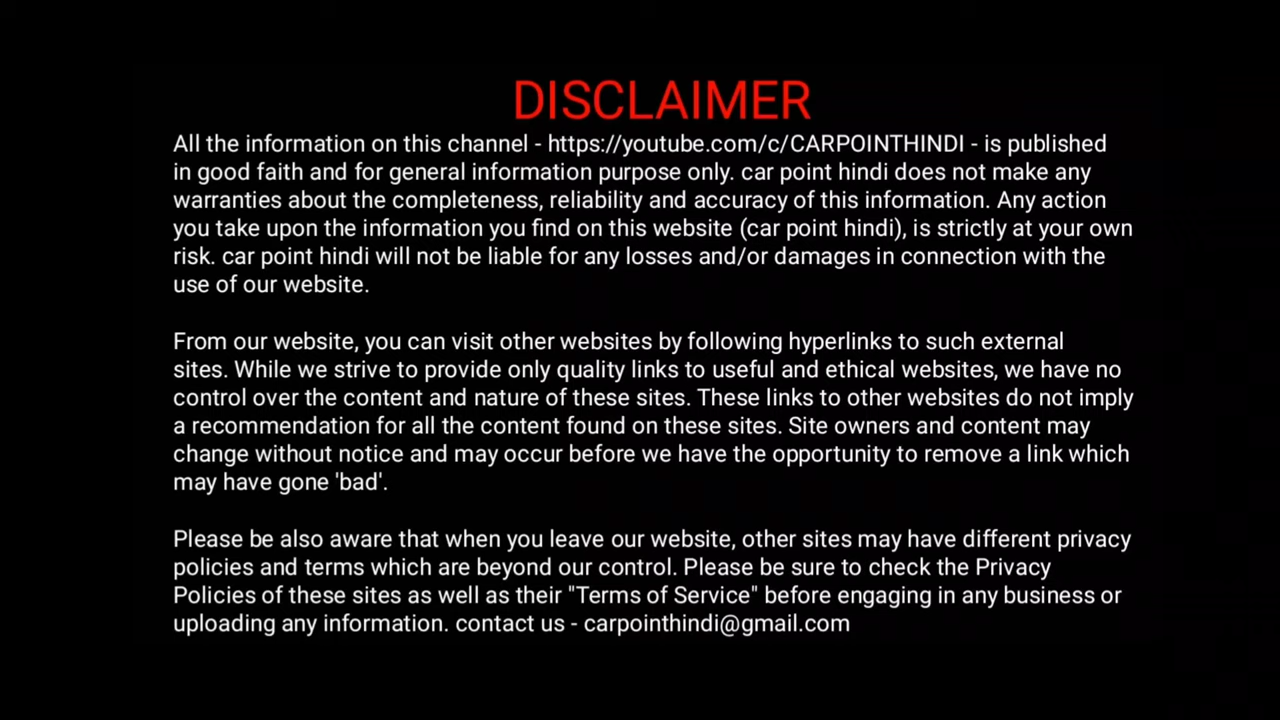 DISCLAIMER
All the information on this channel - https://youtube.com/c/CARPOINTHINDI - is published
in good faith and for general information purpose only. car point hindi does not make any
warranties about the completeness, reliability and accuracy of this information. Any action
you take upon the information you find on this website (car point hindi), is strictly at your own
risk. car point hindi will not be liable for any losses and/or damages in connection with the
use of our website.
From our website, you can visit other websites by following hyperlinks to such external
sites. While we strive to provide only quality links to useful and ethical websites, we have no
control over the content and nature of these sites. These links to other websites do not imply
a recommendation for all the content found on these sites. Site owners and content may
change without notice and may occur before we have the opportunity to remove a link which
may have gone 'bad'.
Please be also aware that when you leave our website, other sites may have different privacy
policies and terms which are beyond our control. Please be sure to check the Privacy
Policies of these sites as well as their "Terms of Service" before engaging in any business or
uploading any information. contact us - carpointhindi@gmail.com